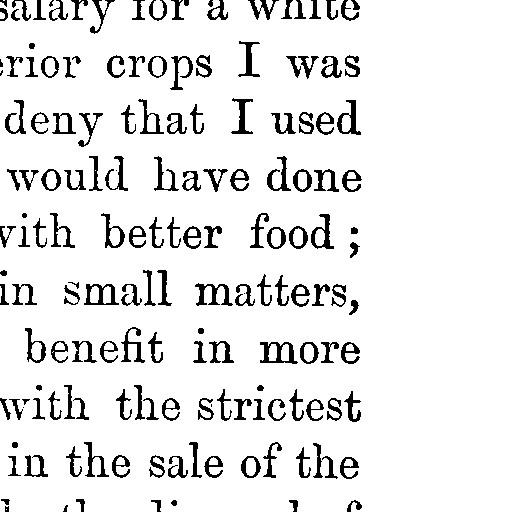 salary for a white
erior crops I was
deny that I used
would have done
with better food ;
in small matters,
benefit in more
with the strictest
in the sale of the